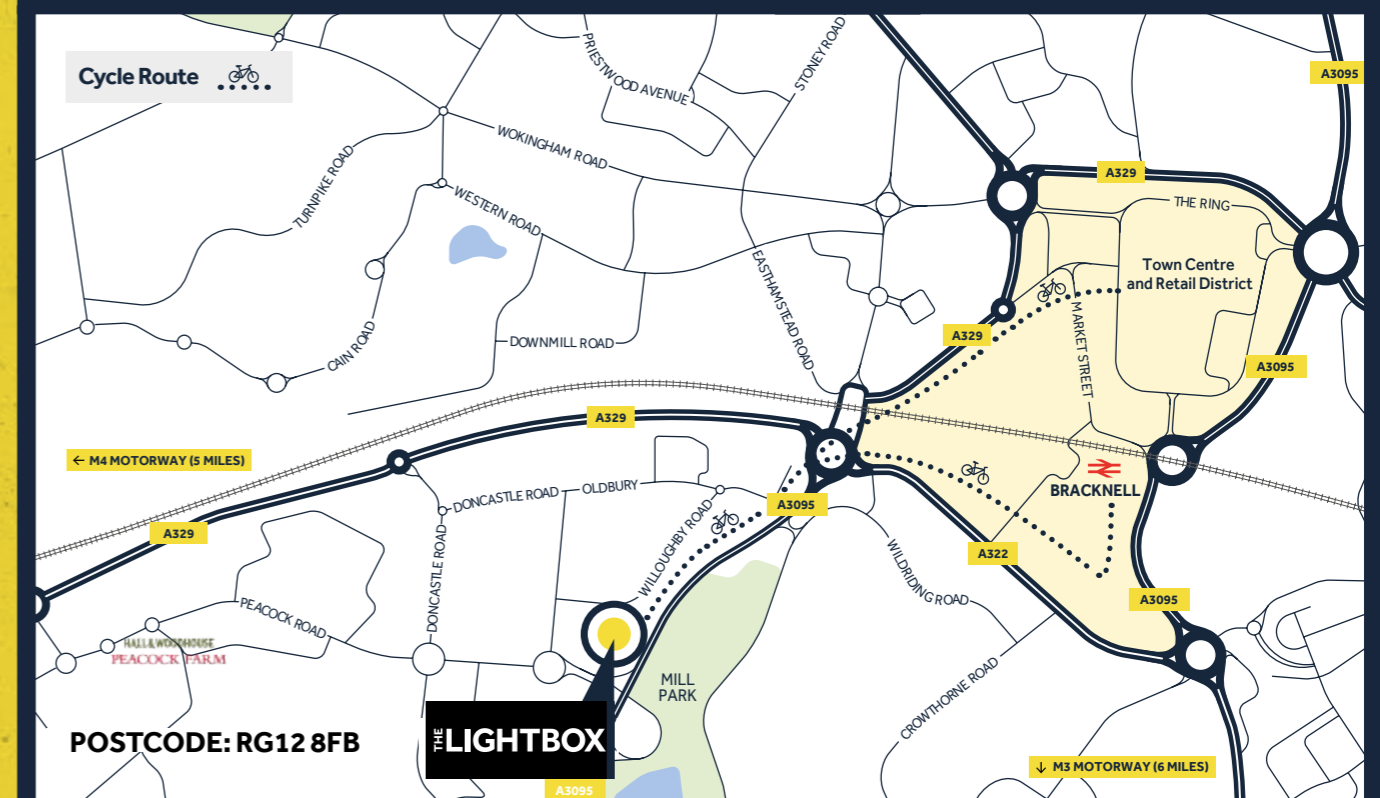 Cycle Route
A3095
PRIESTWOOD AVENUE
STONEY ROAD
WOKINGHAM ROAD
TURNPIKE ROAD
WESTERN ROAD
A329
THE RING
Town Centre
and Retail District
EASTHAMSTEAD ROAD
MARKET STREET
A329
CAIN ROAD
DOWNMILL ROAD
A3095
A329
← M4 MOTORWAY (5 MILES)
BRACKNELL
DONCASTLE ROAD
OLDBURY
A3095
A329
WILLOUGHBY ROAD
DONCASTLE ROAD
WILDRIDING ROAD
A322
A3095
PEACOCK ROAD
HALL & WOODHOUSE
PEACOCK FARM
MILL
PARK
CROWTHORNE ROAD
POSTCODE: RG12 8FB
THE LIGHTBOX
↓ M3 MOTORWAY (6 MILES)
A3095